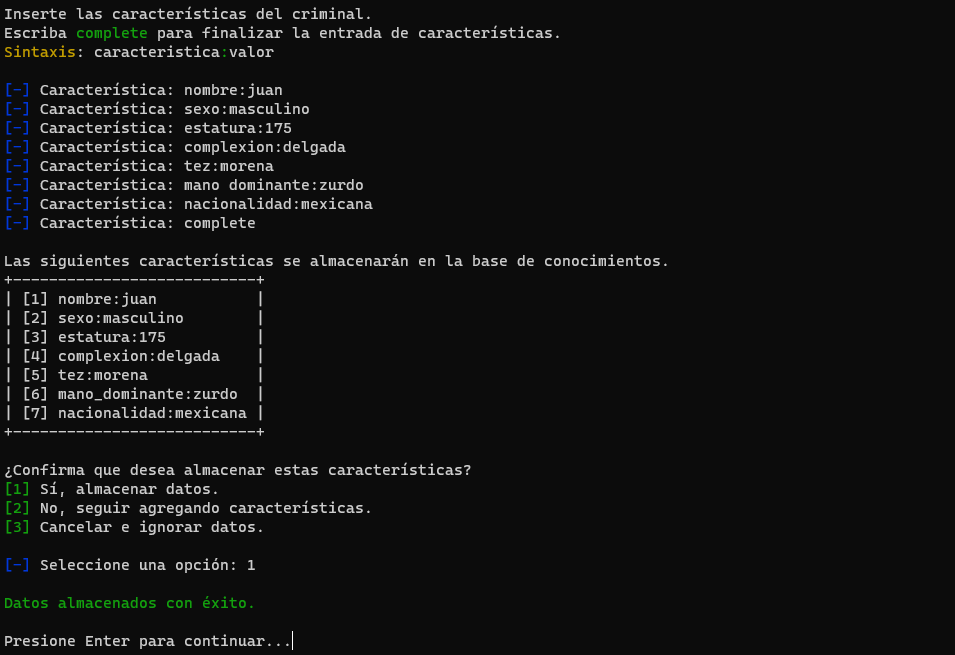 Inserte las características del criminal.
Escriba complete para finalizar la entrada de características.
Sintaxis: caracteristica:valor
[-] Característica: nombre:juan
[-] Característica: sexo:masculino
[-] Característica: estatura:175
[-] Característica: complexion:delgada
[-] Característica: tez:morena
[-] Característica: mano dominante:zurdo
[-] Característica: nacionalidad:mexicana
[-] Característica: complete
Las siguientes características se almacenarán en la base de conocimientos.
+---------------------------+
| [1] nombre:juan           |
| [2] sexo:masculino        |
| [3] estatura:175          |
| [4] complexion:delgada    |
| [5] tez:morena            |
| [6] mano_dominante:zurdo  |
| [7] nacionalidad:mexicana |
+---------------------------+
¿Confirma que desea almacenar estas características?
[1] Sí, almacenar datos.
[2] No, seguir agregando características.
[3] Cancelar e ignorar datos.
[-] Seleccione una opción: 1
Datos almacenados con éxito.
Presione Enter para continuar...